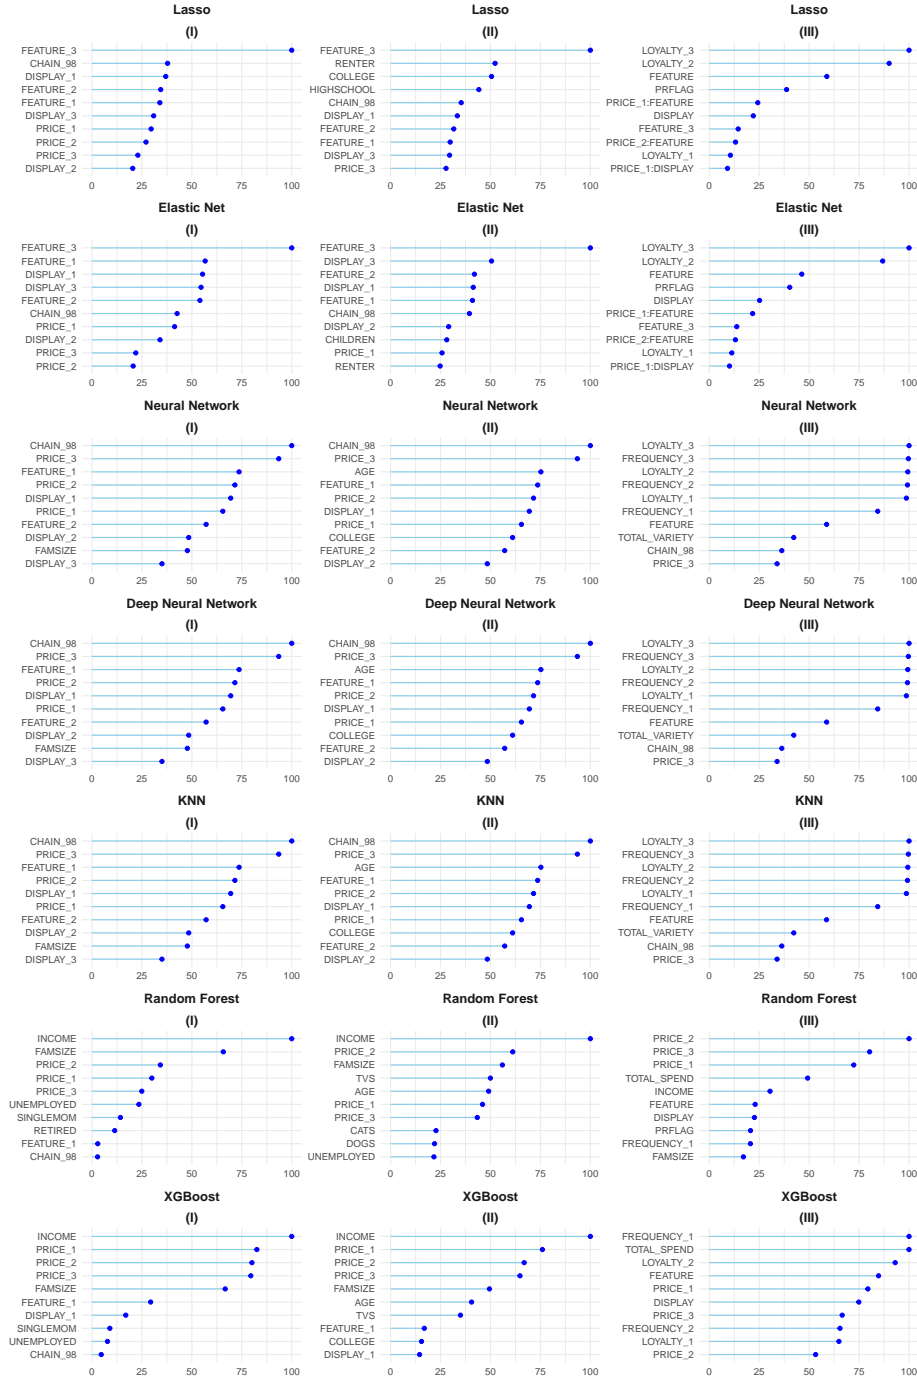 Lasso
(I)
FEATURE_3
CHAIN_98
DISPLAY_1
FEATURE_2
FEATURE_1
DISPLAY_3
PRICE_1
PRICE_2
PRICE_3
DISPLAY_2
0 25 50 75 100
Lasso
(II)
FEATURE_3
RENTER
COLLEGE
HIGHSCHOOL
CHAIN_98
DISPLAY_1
FEATURE_2
FEATURE_1
DISPLAY_3
PRICE_3
0 25 50 75 100
Lasso
(III)
LOYALTY_3
LOYALTY_2
FEATURE
PRFLAG
PRICE_1:FEATURE
DISPLAY
FEATURE_3
PRICE_2:FEATURE
LOYALTY_1
PRICE_1:DISPLAY
0 25 50 75 100
Elastic Net
(I)
FEATURE_3
FEATURE_1
DISPLAY_1
DISPLAY_3
FEATURE_2
CHAIN_98
PRICE_1
DISPLAY_2
PRICE_3
PRICE_2
0 25 50 75 100
Elastic Net
(II)
FEATURE_3
DISPLAY_3
FEATURE_2
DISPLAY_1
FEATURE_1
CHAIN_98
DISPLAY_2
CHILDREN
PRICE_1
RENTER
0 25 50 75 100
Elastic Net
(III)
LOYALTY_3
LOYALTY_2
FEATURE
PRFLAG
DISPLAY
PRICE_1:FEATURE
FEATURE_3
PRICE_2:FEATURE
LOYALTY_1
PRICE_1:DISPLAY
0 25 50 75 100
Neural Network
(I)
CHAIN_98
PRICE_3
FEATURE_1
PRICE_2
DISPLAY_1
PRICE_1
FEATURE_2
DISPLAY_2
FAMSIZE
DISPLAY_3
0 25 50 75 100
Neural Network
(II)
CHAIN_98
PRICE_3
AGE
FEATURE_1
PRICE_2
DISPLAY_1
PRICE_1
COLLEGE
FEATURE_2
DISPLAY_2
0 25 50 75 100
Neural Network
(III)
LOYALTY_3
FREQUENCY_3
LOYALTY_2
FREQUENCY_2
LOYALTY_1
FREQUENCY_1
FEATURE
TOTAL_VARIETY
CHAIN_98
PRICE_3
0 25 50 75 100
Deep Neural Network
(I)
CHAIN_98
PRICE_3
FEATURE_1
PRICE_2
DISPLAY_1
PRICE_1
FEATURE_2
DISPLAY_2
FAMSIZE
DISPLAY_3
0 25 50 75 100
Deep Neural Network
(II)
CHAIN_98
PRICE_3
AGE
FEATURE_1
PRICE_2
DISPLAY_1
PRICE_1
COLLEGE
FEATURE_2
DISPLAY_2
0 25 50 75 100
Deep Neural Network
(III)
LOYALTY_3
FREQUENCY_3
LOYALTY_2
FREQUENCY_2
LOYALTY_1
FREQUENCY_1
FEATURE
TOTAL_VARIETY
CHAIN_98
PRICE_3
0 25 50 75 100
KNN
(I)
CHAIN_98
PRICE_3
FEATURE_1
PRICE_2
DISPLAY_1
PRICE_1
FEATURE_2
DISPLAY_2
FAMSIZE
DISPLAY_3
0 25 50 75 100
KNN
(II)
CHAIN_98
PRICE_3
AGE
FEATURE_1
PRICE_2
DISPLAY_1
PRICE_1
COLLEGE
FEATURE_2
DISPLAY_2
0 25 50 75 100
KNN
(III)
LOYALTY_3
FREQUENCY_3
LOYALTY_2
FREQUENCY_2
LOYALTY_1
FREQUENCY_1
FEATURE
TOTAL_VARIETY
CHAIN_98
PRICE_3
0 25 50 75 100
Random Forest
(I)
INCOME
FAMSIZE
PRICE_2
PRICE_1
PRICE_3
UNEMPLOYED
SINGLEMOM
RETIRED
FEATURE_1
CHAIN_98
0 25 50 75 100
Random Forest
(II)
INCOME
PRICE_2
FAMSIZE
TVS
AGE
PRICE_1
PRICE_3
CATS
DOGS
UNEMPLOYED
0 25 50 75 100
Random Forest
(III)
PRICE_2
PRICE_3
PRICE_1
TOTAL_SPEND
INCOME
FEATURE
DISPLAY
PRFLAG
FREQUENCY_1
FAMSIZE
0 25 50 75 100
XGBoost
(I)
INCOME
PRICE_1
PRICE_2
PRICE_3
FAMSIZE
FEATURE_1
DISPLAY_1
SINGLEMOM
UNEMPLOYED
CHAIN_98
0 25 50 75 100
XGBoost
(II)
INCOME
PRICE_1
PRICE_2
PRICE_3
FAMSIZE
AGE
TVS
FEATURE_1
COLLEGE
DISPLAY_1
0 25 50 75 100
XGBoost
(III)
FREQUENCY_1
TOTAL_SPEND
LOYALTY_2
FEATURE
PRICE_1
DISPLAY
PRICE_3
FREQUENCY_2
LOYALTY_1
PRICE_2
0 25 50 75 100